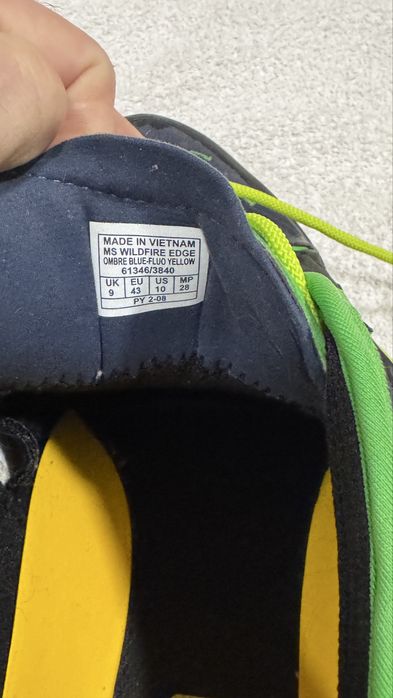 MADE IN VIETNAM
MS WILDFIRE EDGE
OMBRE BLUE-FLUO YELLOW
61346/3840
UK EU US MP
9 43 10 28
PY 2-08